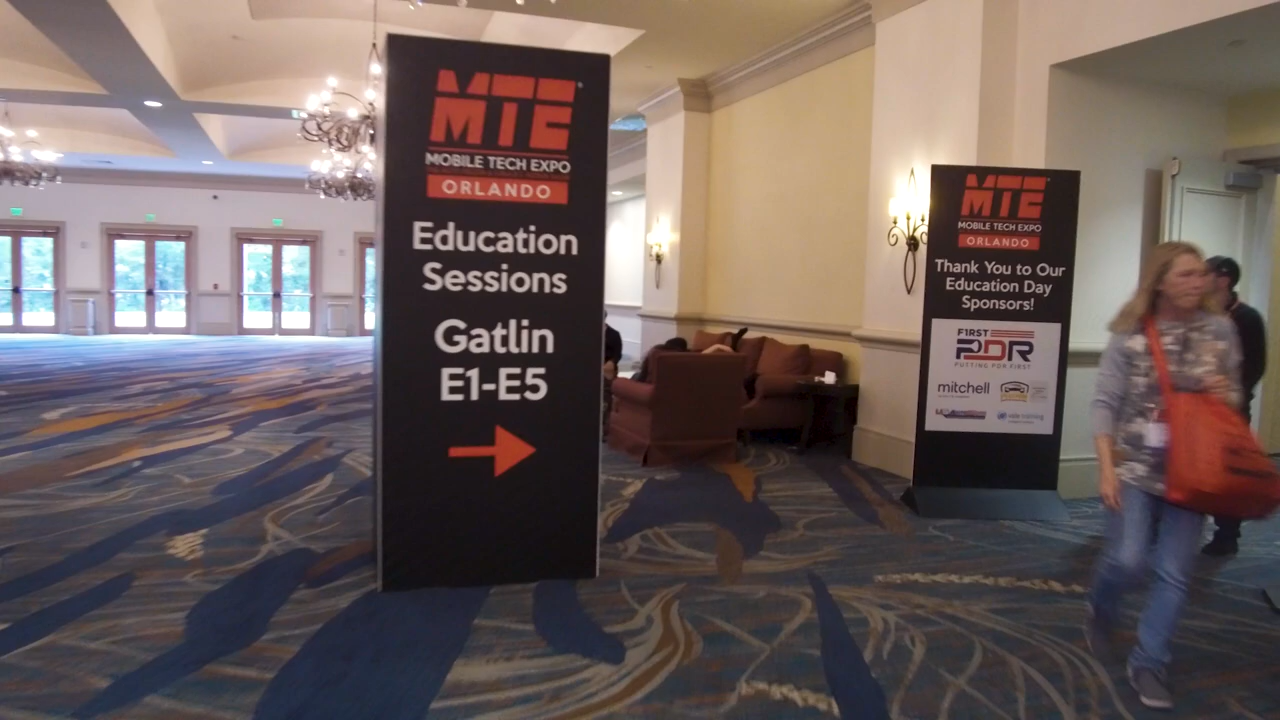 MTE
MOBILE TECH EXPO
ORLANDO
Education
Sessions
Gatlin
E1-E5
MTE
MOBILE TECH EXPO
ORLANDO
Thank You to Our
Education Day
Sponsors!
FIRST
PDR
PUTTING PDR FIRST
mitchell